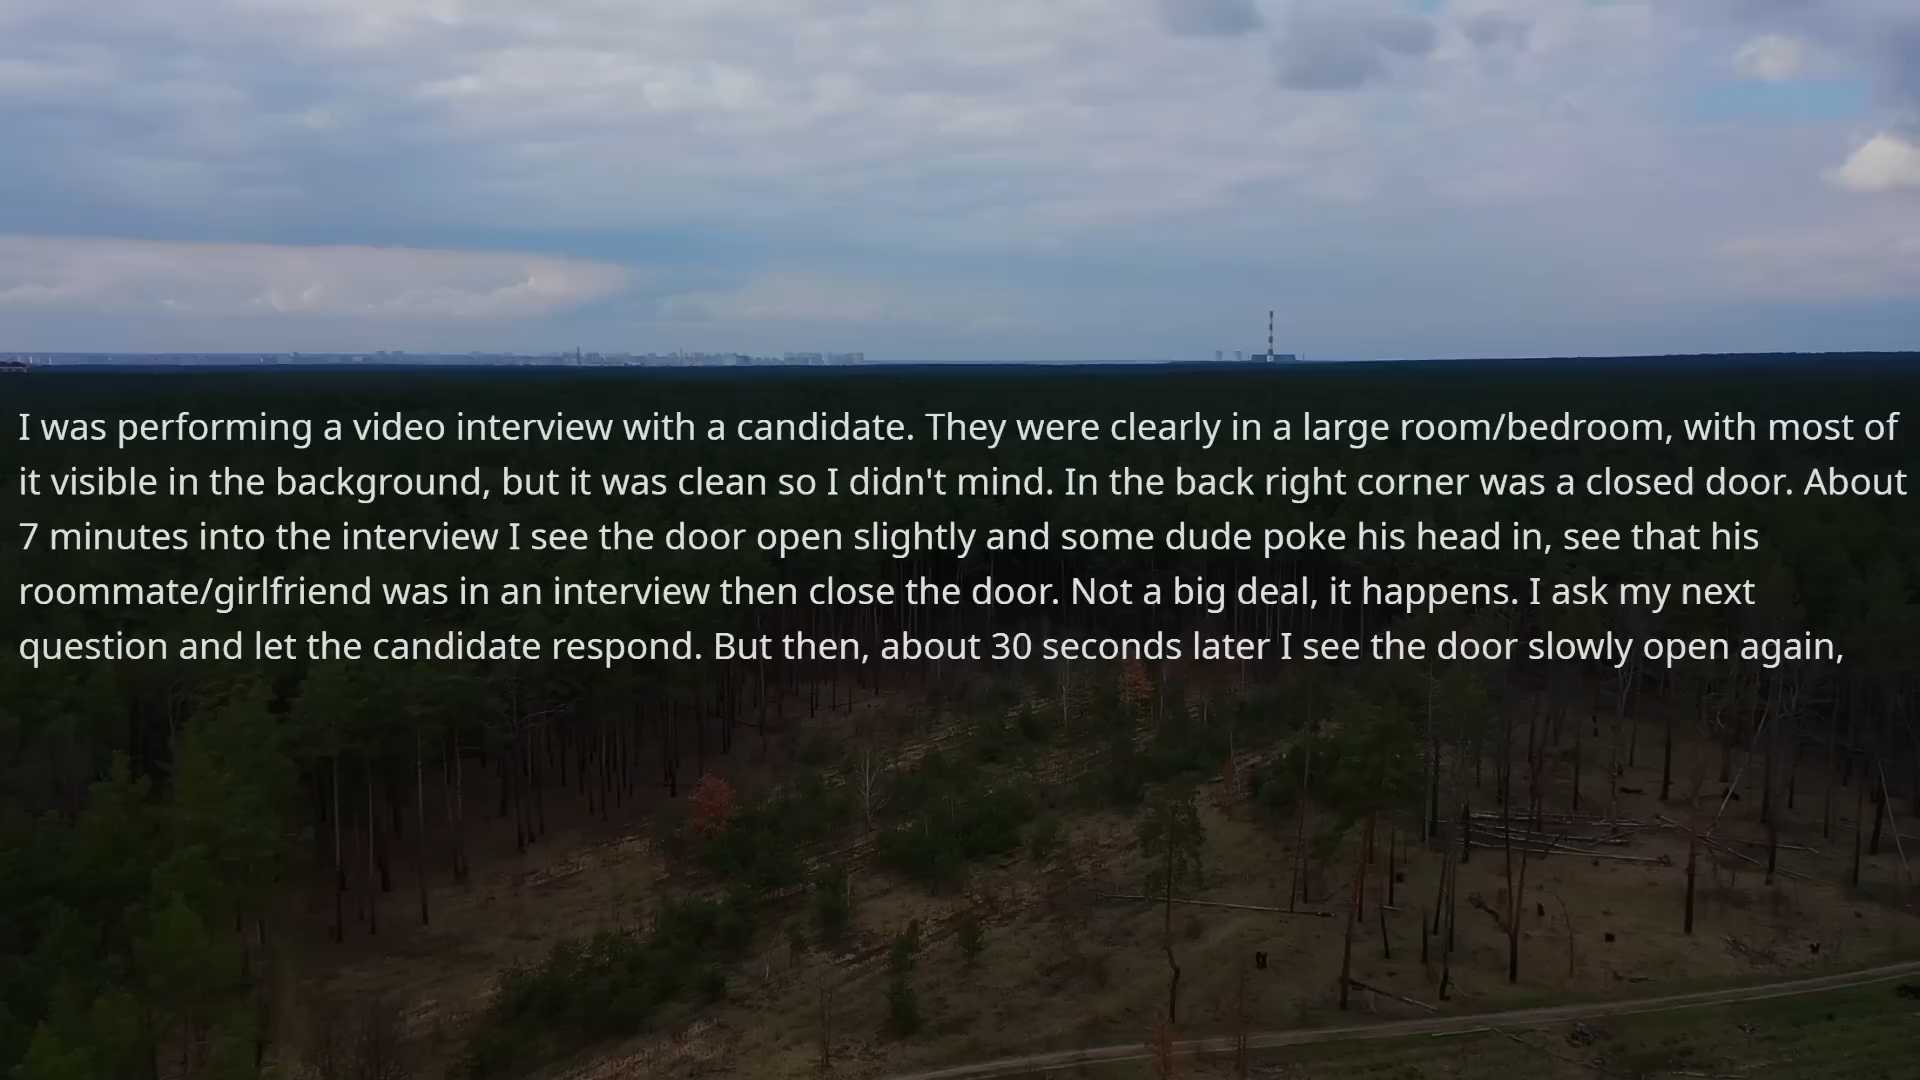 I was performing a video interview with a candidate. They were clearly in a large room/bedroom, with most of
it visible in the background, but it was clean so I didn't mind. In the back right corner was a closed door. About
7 minutes into the interview I see the door open slightly and some dude poke his head in, see that his
roommate/girlfriend was in an interview then close the door. Not a big deal, it happens. I ask my next
question and let the candidate respond. But then, about 30 seconds later I see the door slowly open again,